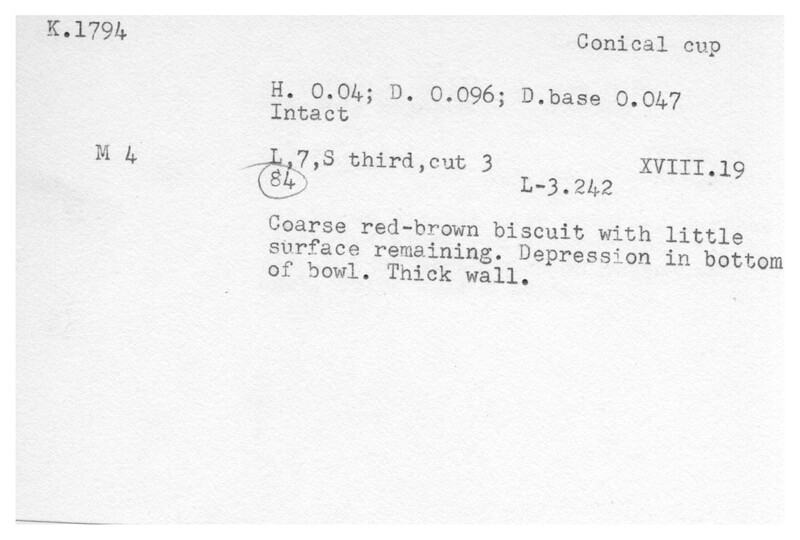 K.1794
Conical cup
H. 0.04; D. 0.096; D.base 0.047
Intact
M 4
L,7,S third,cut 3
XVIII.19
84
L-3.242
Coarse red-brown biscuit with little
surface remaining. Depression in bottom
of bowl. Thick wall.